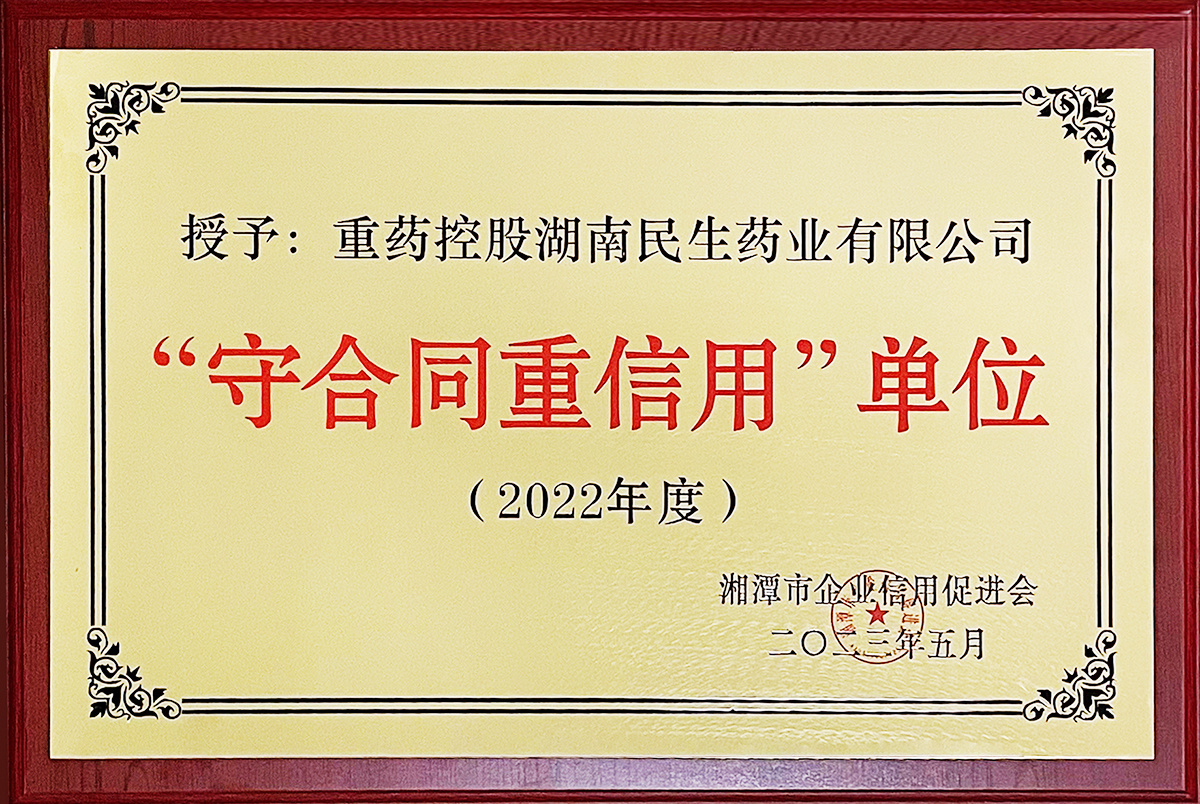 授予：重药控股湖南民生药业有限公司
“守合同重信用”单位
（2022年度）
湘潭市企业信用促进会
二〇二三年五月